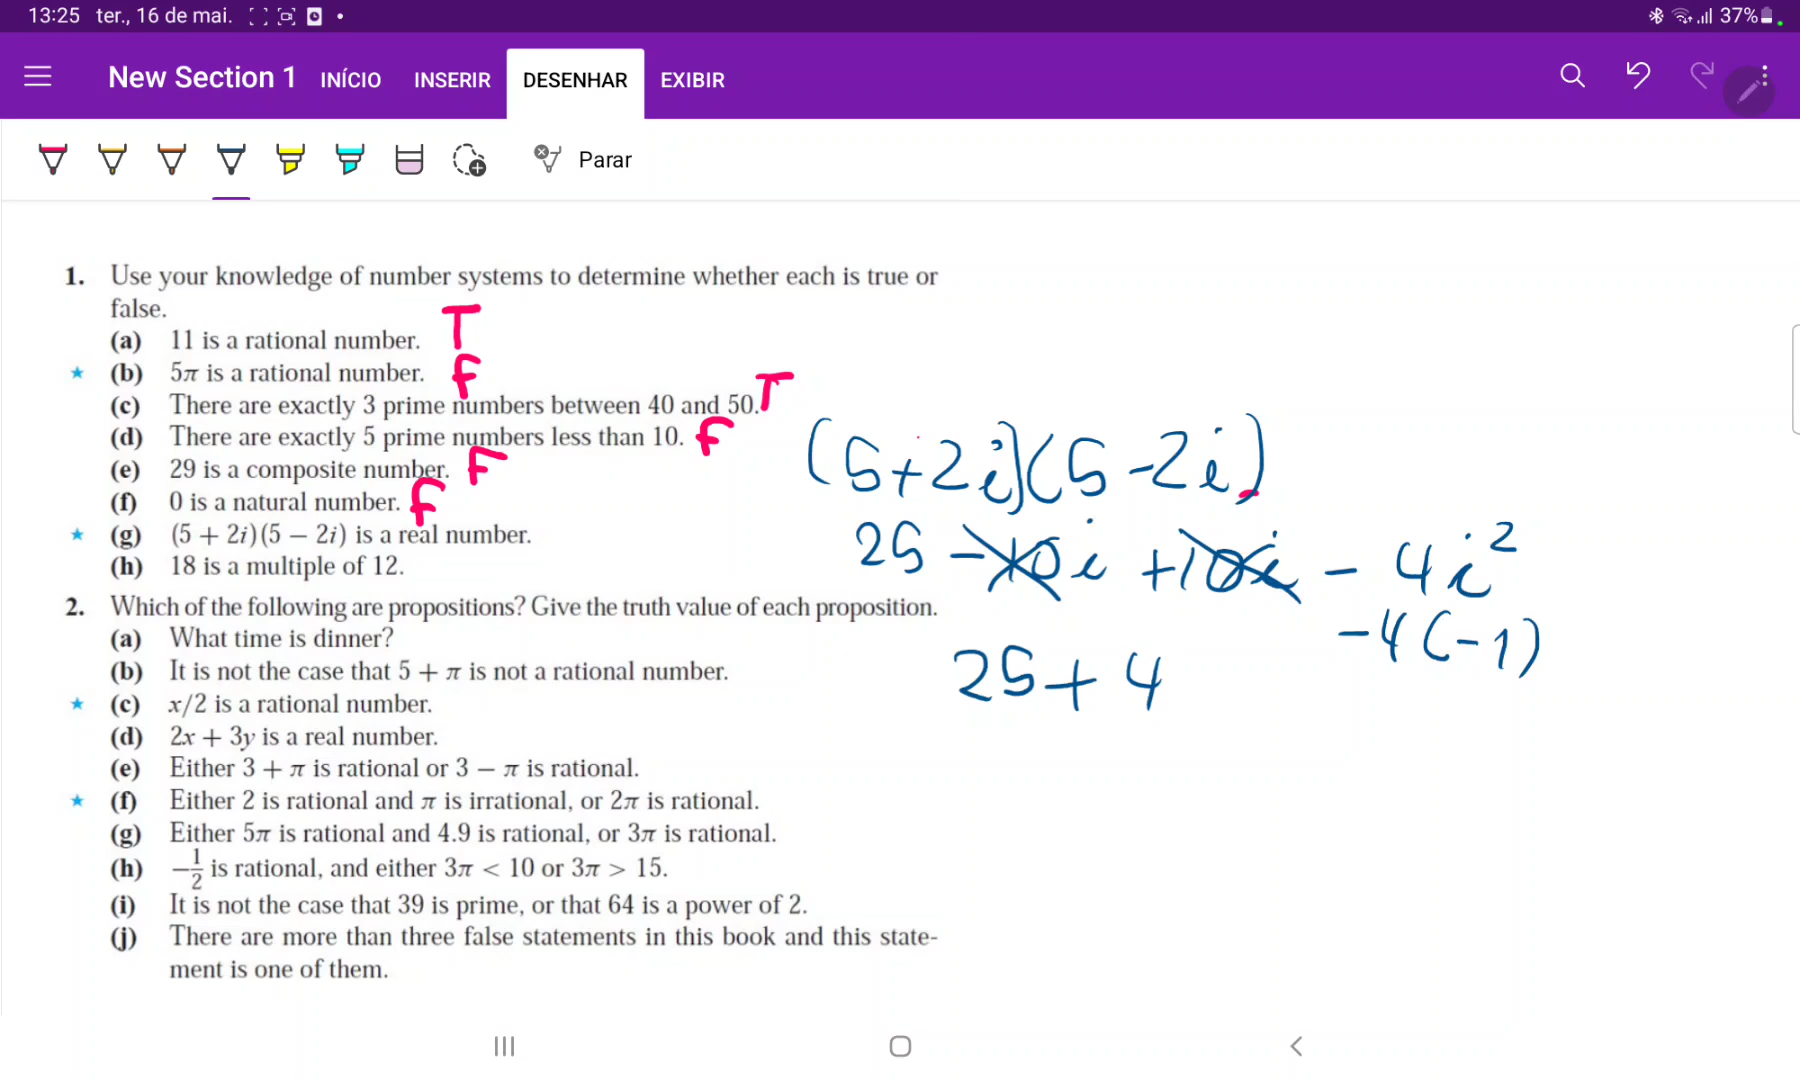 13:25 ter., 16 de mai. 37%
New Section 1 INÍCIO INSERIR DESENHAR EXIBIR
Parar
1. Use your knowledge of number systems to determine whether each is true or
false.
(a) 11 is a rational number. T
(b) 5π is a rational number. F
(c) There are exactly 3 prime numbers between 40 and 50. T
(d) There are exactly 5 prime numbers less than 10. F
(e) 29 is a composite number. F
(f) 0 is a natural number. F
(g) (5 + 2i)(5 − 2i) is a real number.
(h) 18 is a multiple of 12.
2. Which of the following are propositions? Give the truth value of each proposition.
(a) What time is dinner?
(b) It is not the case that 5 + π is not a rational number.
(c) x/2 is a rational number.
(d) 2x + 3y is a real number.
(e) Either 3 + π is rational or 3 − π is rational.
(f) Either 2 is rational and π is irrational, or 2π is rational.
(g) Either 5π is rational and 4.9 is rational, or 3π is rational.
(h) −1/2 is rational, and either 3π < 10 or 3π > 15.
(i) It is not the case that 39 is prime, or that 64 is a power of 2.
(j) There are more than three false statements in this book and this state-
ment is one of them.
(5+2i)(5-2i)
25 -10i +10i - 4i²
-4(-1)
25+4